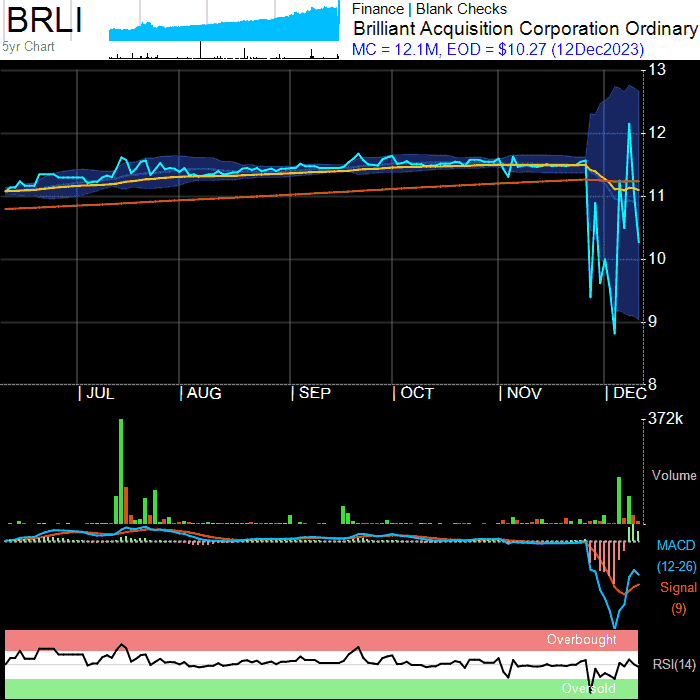 BRLI
5yr Chart
Finance | Blank Checks
Brilliant Acquisition Corporation Ordinary
MC = 12.1M, EOD = $10.27 (12Dec2023)
13
12
11
10
9
8
| JUL | AUG | SEP | OCT | NOV | DEC
372k
Volume
MACD
(12-26)
Signal
(9)
Overbought
RSI(14)
Oversold